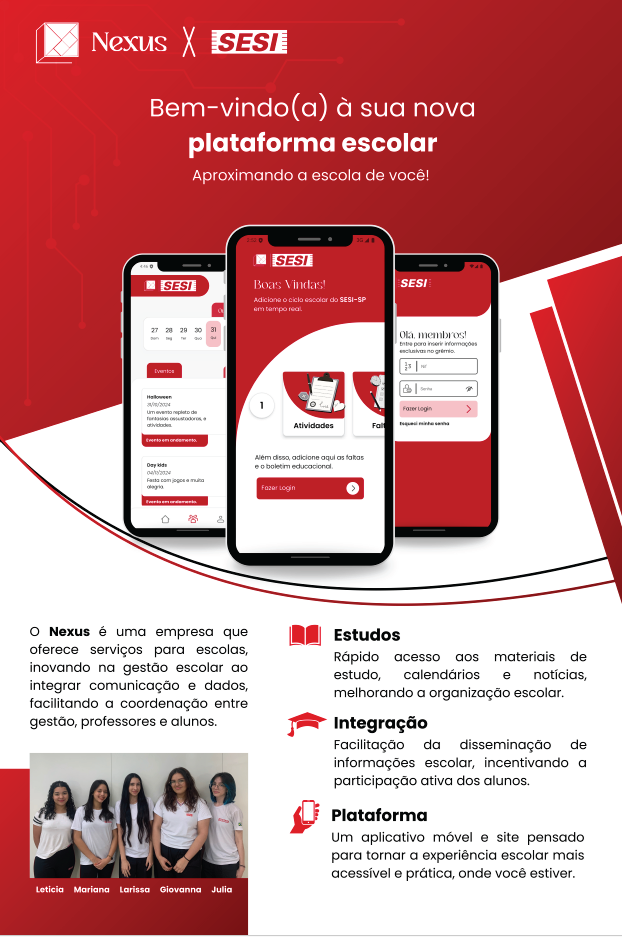 Nexus
SESI
Bem-vindo(a) à sua nova
plataforma escolar
Aproximando a escola de você!
SESI
27 28 29 30 31
Eventos
Halloween
31/10/2024
Um evento repleto de
fantasias assustadoras, e
atividades.
Evento em andamento.
Day kids
04/11/2024
Festa com jogos e muita
alegria.
Evento em andamento.
SESI
Boas Vindas!
Adicione o ciclo escolar do SESI-SP
em tempo real.
1
Atividades
Falt
Além disso, adicione aqui as faltas
e o boletim educacional.
Fazer Login
SESI
Olá, membros!
Entre para inserir informações
exclusivas no grêmio.
Senha
Fazer Login
Esqueci minha senha
O Nexus é uma empresa que
oferece serviços para escolas,
inovando na gestão escolar ao
integrar comunicação e dados,
facilitando a coordenação entre
gestão, professores e alunos.
Leticia Mariana Larissa Giovanna Julia
Estudos
Rápido acesso aos materiais de
estudo, calendários e notícias,
melhorando a organização escolar.
Integração
Facilitação da disseminação de
informações escolar, incentivando a
participação ativa dos alunos.
Plataforma
Um aplicativo móvel e site pensado
para tornar a experiência escolar mais
acessível e prática, onde você estiver.